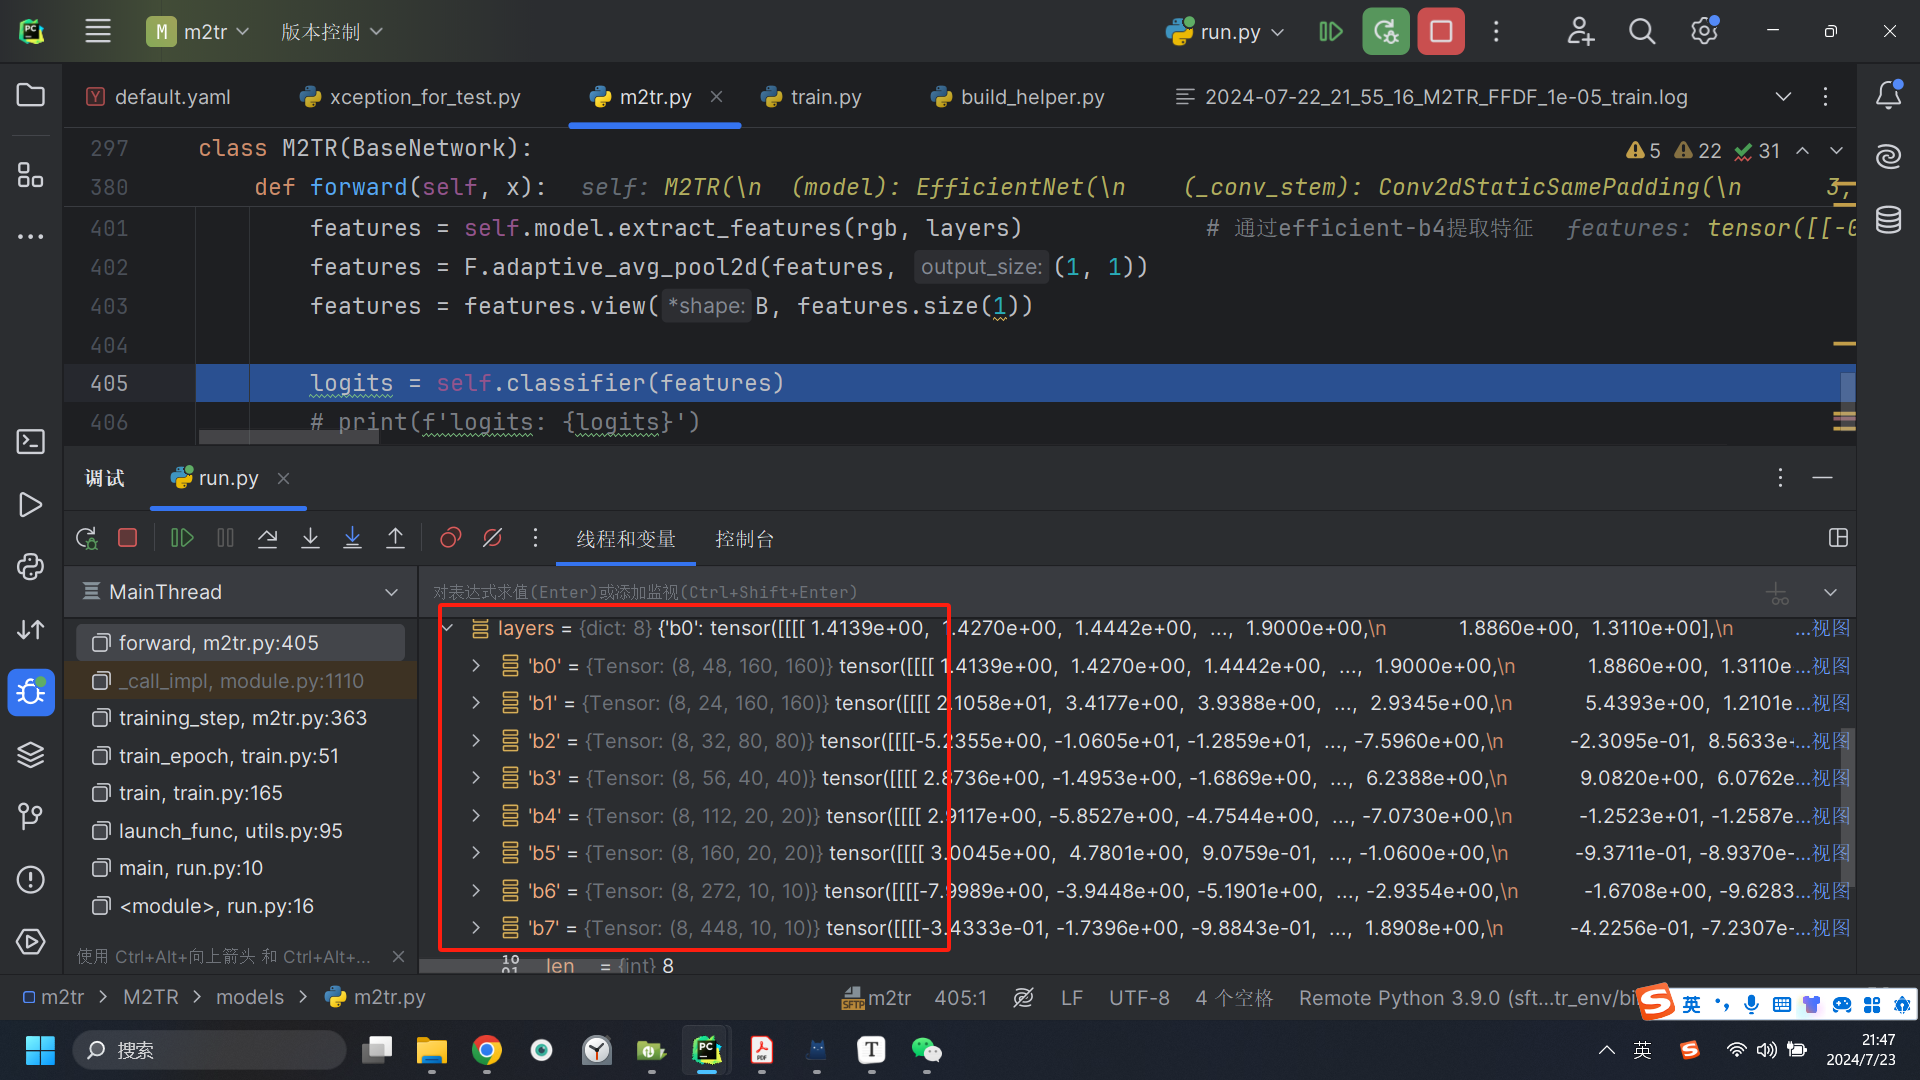 PC M m2tr 版本控制 run.py
Y default.yaml xception_for_test.py m2tr.py train.py build_helper.py 2024-07-22_21_55_16_M2TR_FFDF_1e-05_train.log
297 class M2TR(BaseNetwork): 5 22 31
380 def forward(self, x): self: M2TR(\n (model): EfficientNet(\n (_conv_stem): Conv2dStaticSamePadding(\n 3,
401 features = self.model.extract_features(rgb, layers) # 通过efficient-b4提取特征 features: tensor([[-0
402 features = F.adaptive_avg_pool2d(features, output_size: (1, 1))
403 features = features.view( *shape: B, features.size(1))
404
405 logits = self.classifier(features)
406 # print(f'logits: {logits}')
调试 run.py
线程和变量 控制台
MainThread
对表达式求值(Enter)或添加监视(Ctrl+Shift+Enter)
forward, m2tr.py:405
_call_impl, module.py:1110
training_step, m2tr.py:363
train_epoch, train.py:51
train, train.py:165
launch_func, utils.py:95
main, run.py:10
<module>, run.py:16
使用 Ctrl+Alt+向上箭头 和 Ctrl+Alt+...
layers = {dict: 8} {'b0': tensor([[[[ 1.4139e+00, 1.4270e+00, 1.4442e+00, ..., 1.9000e+00,\n 1.8860e+00, 1.3110e+00],\n ...视图
'b0' = {Tensor: (8, 48, 160, 160)} tensor([[[[ 1.4139e+00, 1.4270e+00, 1.4442e+00, ..., 1.9000e+00,\n 1.8860e+00, 1.3110e...视图
'b1' = {Tensor: (8, 24, 160, 160)} tensor([[[[ 2.1058e+01, 3.4177e+00, 3.9388e+00, ..., 2.9345e+00,\n 5.4393e+00, 1.2101e...视图
'b2' = {Tensor: (8, 32, 80, 80)} tensor([[[[-5.2355e+00, -1.0605e+01, -1.2859e+01, ..., -7.5960e+00,\n -2.3095e-01, 8.5633e-...视图
'b3' = {Tensor: (8, 56, 40, 40)} tensor([[[[ 2.8736e+00, -1.4953e+00, -1.6869e+00, ..., 6.2388e+00,\n 9.0820e+00, 6.0762e...视图
'b4' = {Tensor: (8, 112, 20, 20)} tensor([[[[ 2.9117e+00, -5.8527e+00, -4.7544e+00, ..., -7.0730e+00,\n -1.2523e+01, -1.2587e...视图
'b5' = {Tensor: (8, 160, 20, 20)} tensor([[[[ 3.0045e+00, 4.7801e+00, 9.0759e-01, ..., -1.0600e+00,\n -9.3711e-01, -8.9370e-...视图
'b6' = {Tensor: (8, 272, 10, 10)} tensor([[[[-7.9989e+00, -3.9448e+00, -5.1901e+00, ..., -2.9354e+00,\n -1.6708e+00, -9.6283...视图
'b7' = {Tensor: (8, 448, 10, 10)} tensor([[[[-3.4333e-01, -1.7396e+00, -9.8843e-01, ..., 1.8908e+00,\n -4.2256e-01, -7.2307e-...视图
__len__ = {int} 8
m2tr > M2TR > models > m2tr.py m2tr 405:1 LF UTF-8 4 个空格 Remote Python 3.9.0 (sft...tr_env/bi 英
搜索 英 21:47
2024/7/23